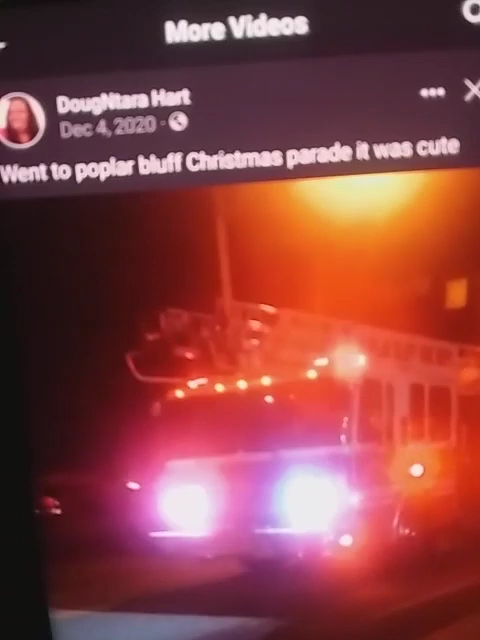 More Videos
DougNtara Hart
Dec 4, 2020 ·
Went to poplar bluff Christmas parade it was cute